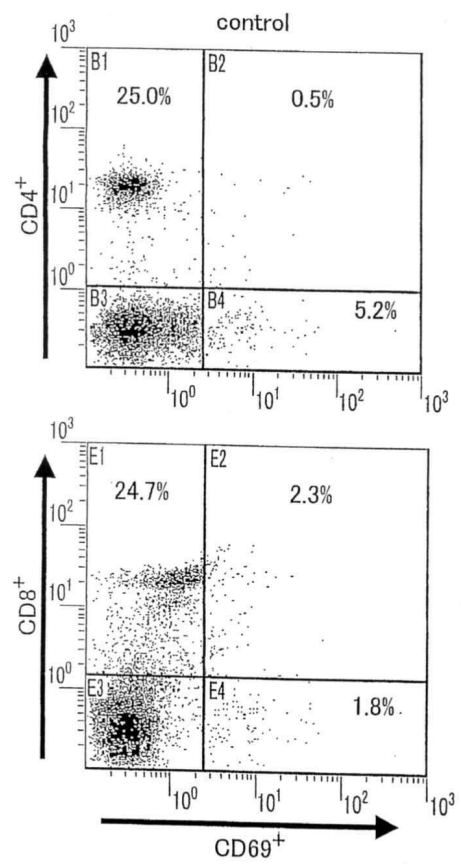 control
10³
B1
B2
25.0%
0.5%
10²
CD4⁺
10¹
10⁰
B3
B4
5.2%
10⁰
10¹
10²
10³
10³
E1
E2
24.7%
2.3%
10²
CD8⁺
10¹
10⁰
E3
E4
1.8%
10⁰
10¹
10²
10³
CD69⁺